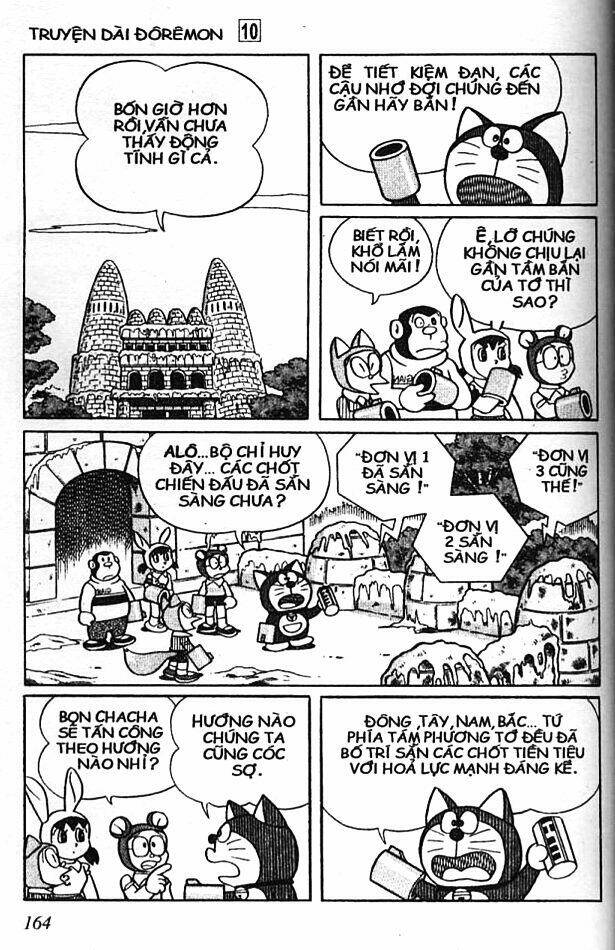 TRUYỆN DÀI ĐÔRÊMON 10
BỐN GIỜ HƠN
RỒI, VẪN CHƯA
THẤY ĐỘNG
TĨNH GÌ CẢ.
ĐỂ TIẾT KIỆM ĐẠN, CÁC
CẬU NHỚ ĐỢI CHÚNG ĐẾN
GẦN HÃY BẮN!
BIẾT RỒI,
KHỔ LẮM
NÓI MÃI!
Ê, LỠ CHÚNG
KHÔNG CHỊU LẠI
GẦN TẦM BẮN
CỦA TỚ THÌ
SAO?
ALÔ...BỘ CHỈ HUY
ĐÂY... CÁC CHỐT
CHIẾN ĐẤU ĐÃ SẴN
SÀNG CHƯA?
"ĐƠN VỊ 1
ĐÃ SẴN
SÀNG!"
"ĐƠN VỊ
2 SẴN
SÀNG!"
"ĐƠN VỊ
3 CŨNG
THẾ!"
BỌN CHACHA
SẼ TẤN CÔNG
THEO HƯỚNG
NÀO NHỈ?
HƯỚNG NÀO
CHÚNG TA
CŨNG CÓC
SỢ.
ĐÔNG, TÂY, NAM, BẮC... TỨ
PHÍA TÁM PHƯƠNG TỚ ĐỀU ĐÃ
BỐ TRÍ SẴN CÁC CHỐT TIỀN TIÊU
VỚI HOẢ LỰC MẠNH ĐÁNG KỂ.
164